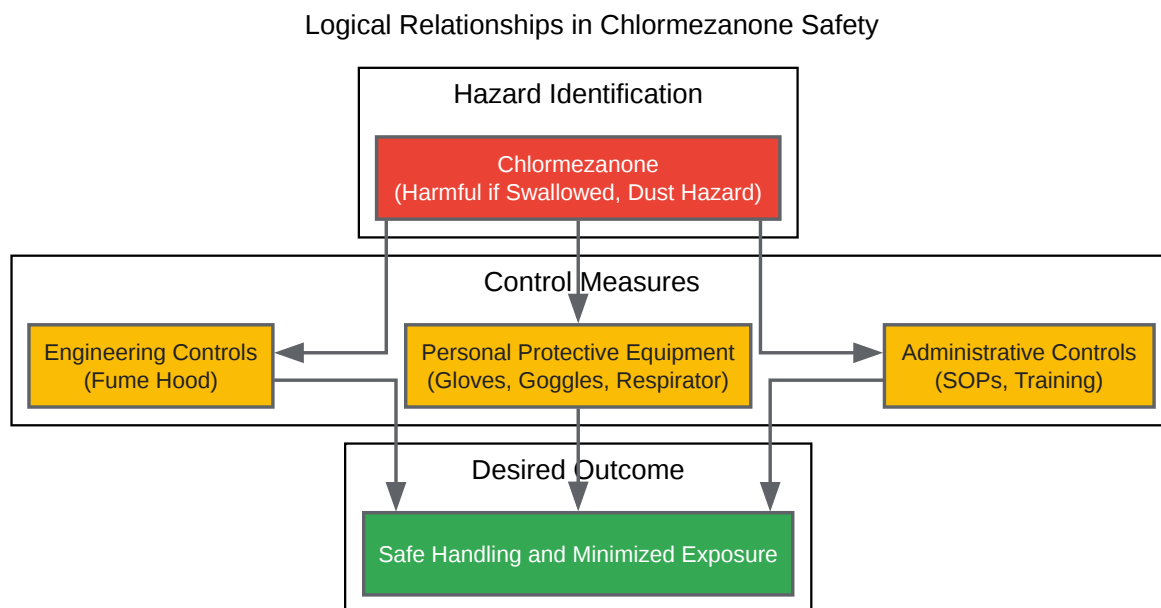 Logical Relationships in Chlormezanone Safety
Hazard Identification
Chlormezanone
(Harmful if Swallowed, Dust Hazard)
Control Measures
Engineering Controls
(Fume Hood)
Personal Protective Equipment
(Gloves, Goggles, Respirator)
Administrative Controls
(SOPs, Training)
Desired Outcome
Safe Handling and Minimized Exposure